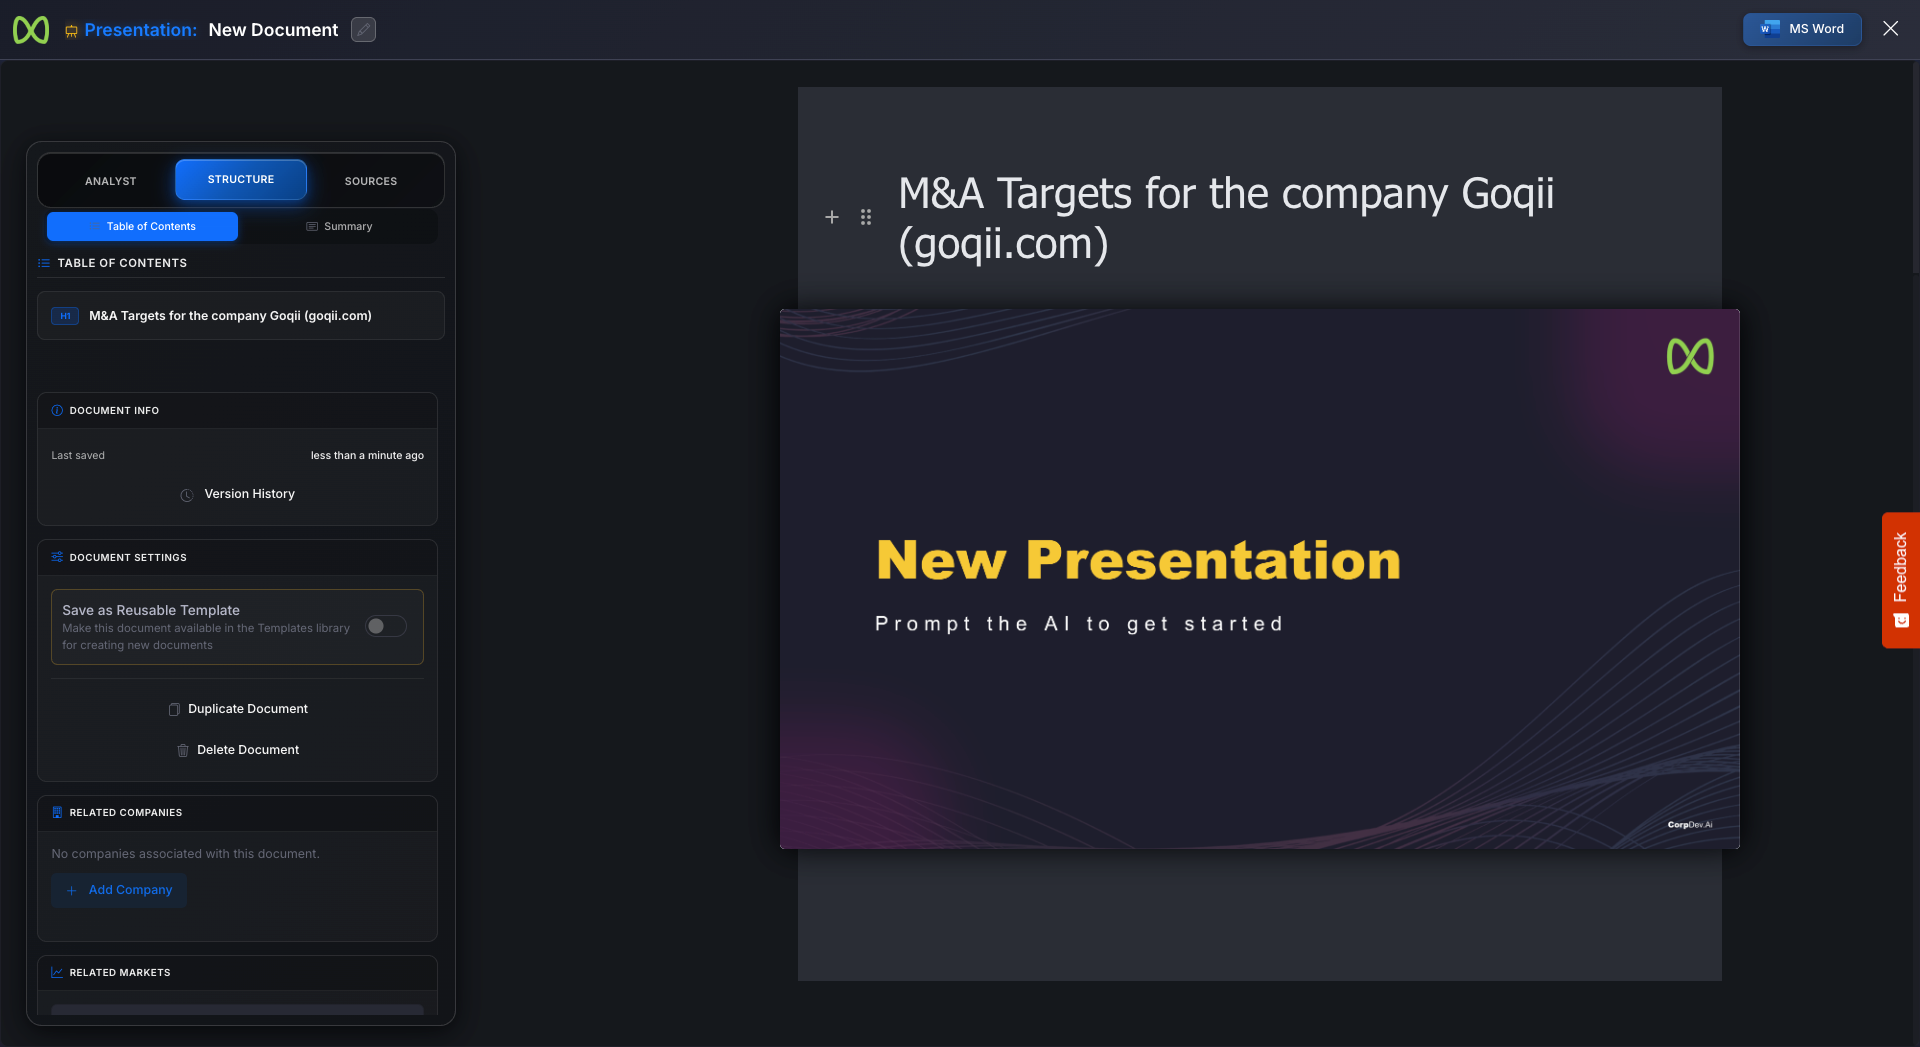 Presentation: New Document
MS Word
ANALYST
STRUCTURE
SOURCES
Table of Contents
Summary
TABLE OF CONTENTS
H1
M&A Targets for the company Goqii (goqii.com)
DOCUMENT INFO
Last saved
less than a minute ago
Version History
DOCUMENT SETTINGS
Save as Reusable Template
Make this document available in the Templates library
for creating new documents
Duplicate Document
Delete Document
RELATED COMPANIES
No companies associated with this document.
Add Company
RELATED MARKETS
M&A Targets for the company Goqii
(goqii.com)
New Presentation
Prompt the AI to get started
CorpDev.Ai
Feedback